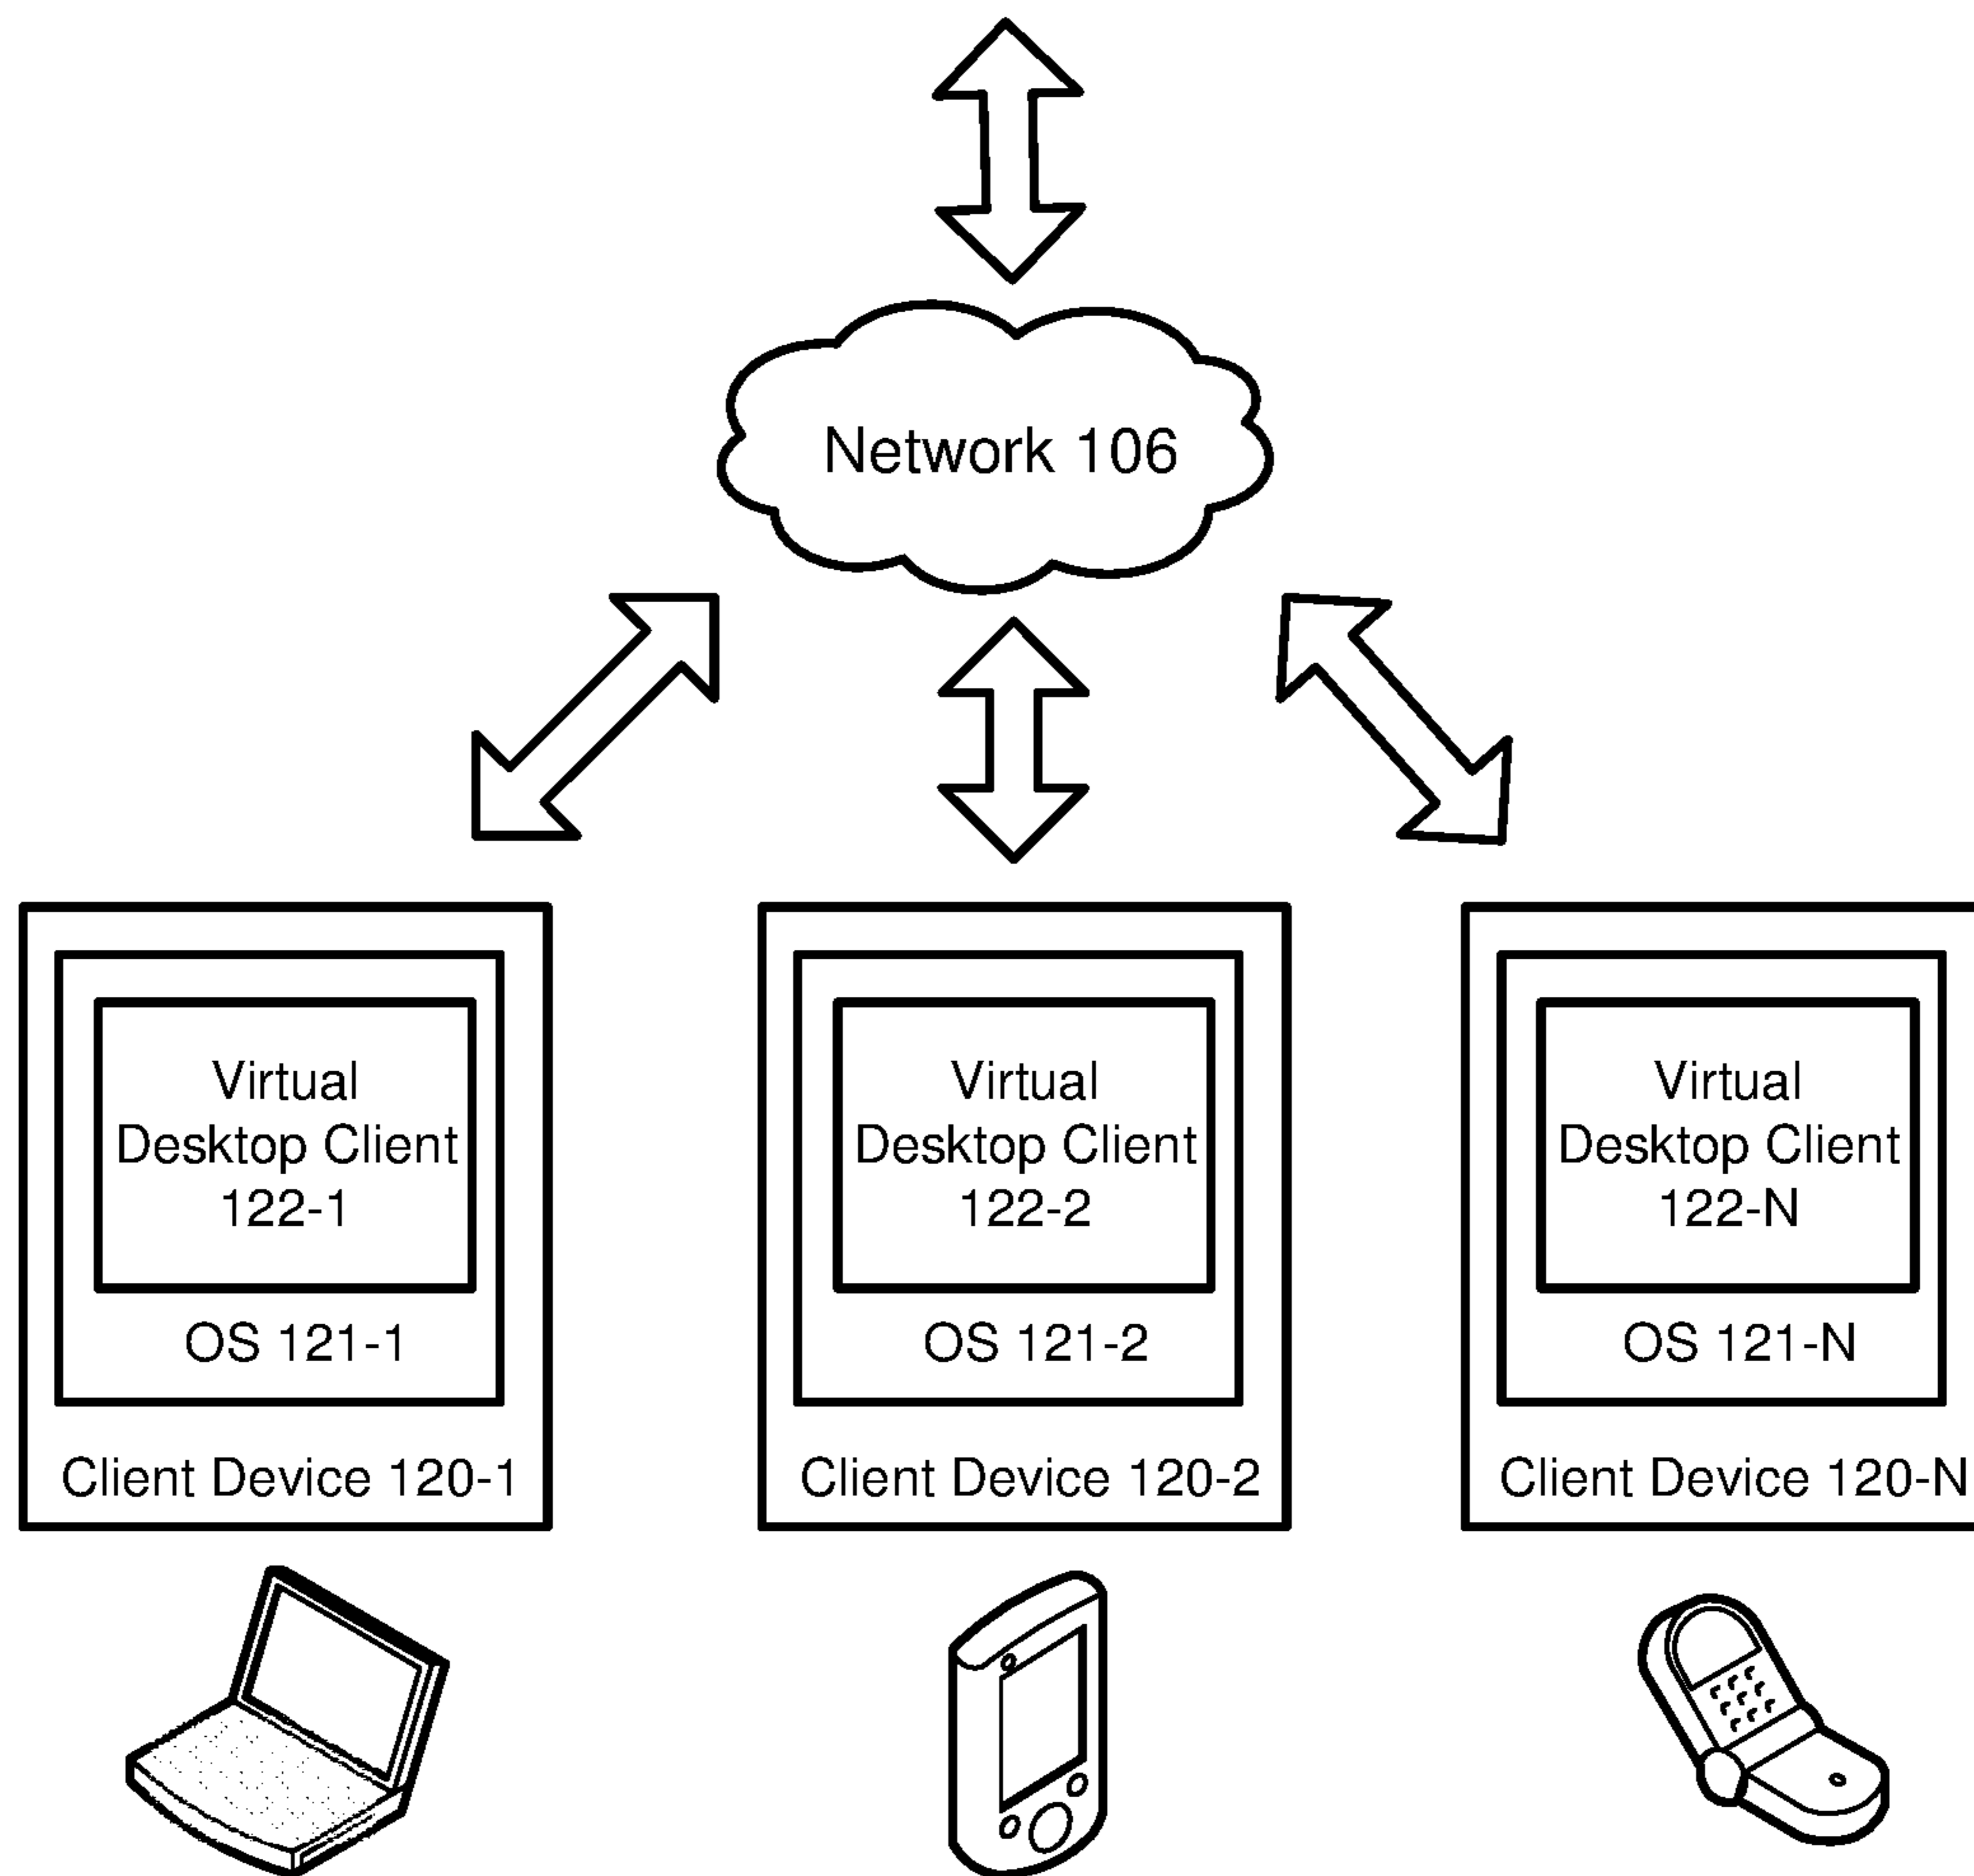 Network 106
Virtual
Desktop Client
122-1
OS 121-1
Client Device 120-1
Virtual
Desktop Client
122-2
OS 121-2
Client Device 120-2
Virtual
Desktop Client
122-N
OS 121-N
Client Device 120-N